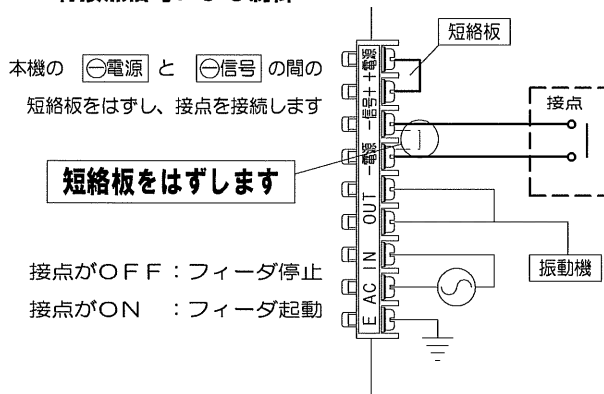 本機の ⊖電源 と ⊖信号 の間の
短絡板をはずし、接点を接続します
短絡板をはずします
接点がOFF：フィーダ停止
接点がON ：フィーダ起動
短絡板
接点
振動機
+電源
信号+
-信号
-電源
OUT
AC IN
E